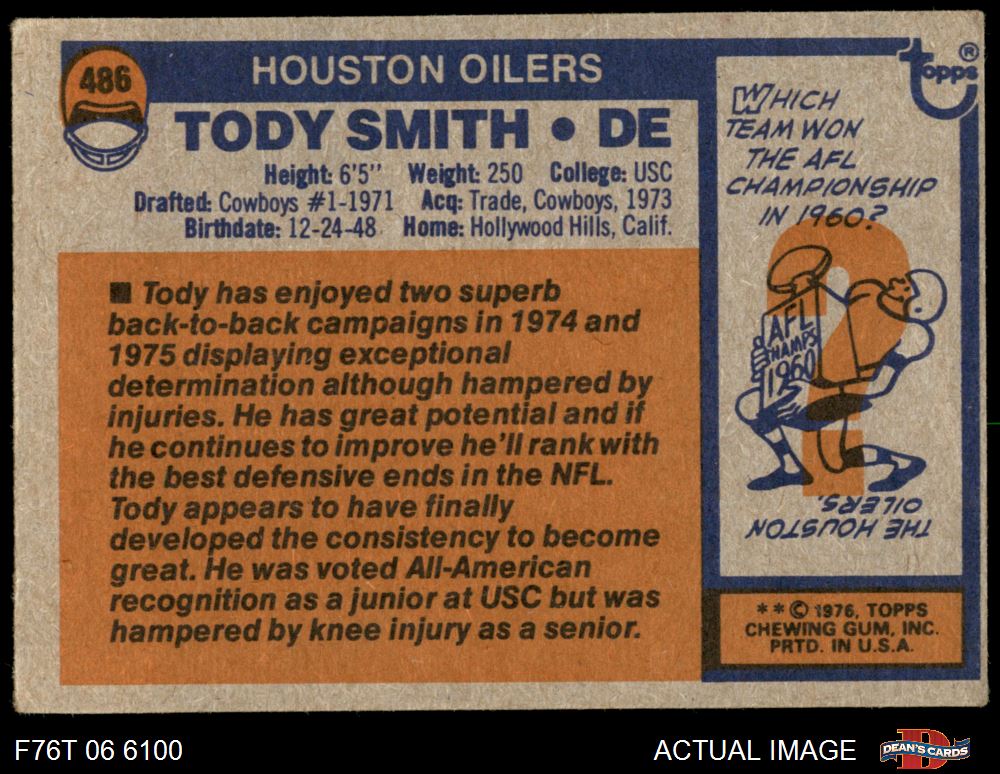 486
HOUSTON OILERS
TODY SMITH • DE
Height: 6'5" Weight: 250 College: USC
Drafted: Cowboys #1-1971 Acq: Trade, Cowboys, 1973
Birthdate: 12-24-48 Home: Hollywood Hills, Calif.
■ Tody has enjoyed two superb
back-to-back campaigns in 1974 and
1975 displaying exceptional
determination although hampered by
injuries. He has great potential and if
he continues to improve he'll rank with
the best defensive ends in the NFL.
Tody appears to have finally
developed the consistency to become
great. He was voted All-American
recognition as a junior at USC but was
hampered by knee injury as a senior.
Topps®
WHICH
TEAM WON
THE AFL
CHAMPIONSHIP
IN 1960?
?
AFL
CHAMPS
1960
THE HOUSTON
OILERS.
**© 1976, TOPPS
CHEWING GUM, INC.
PRTD. IN U.S.A.
F76T 06 6100
ACTUAL IMAGE
DEAN'S CARDS